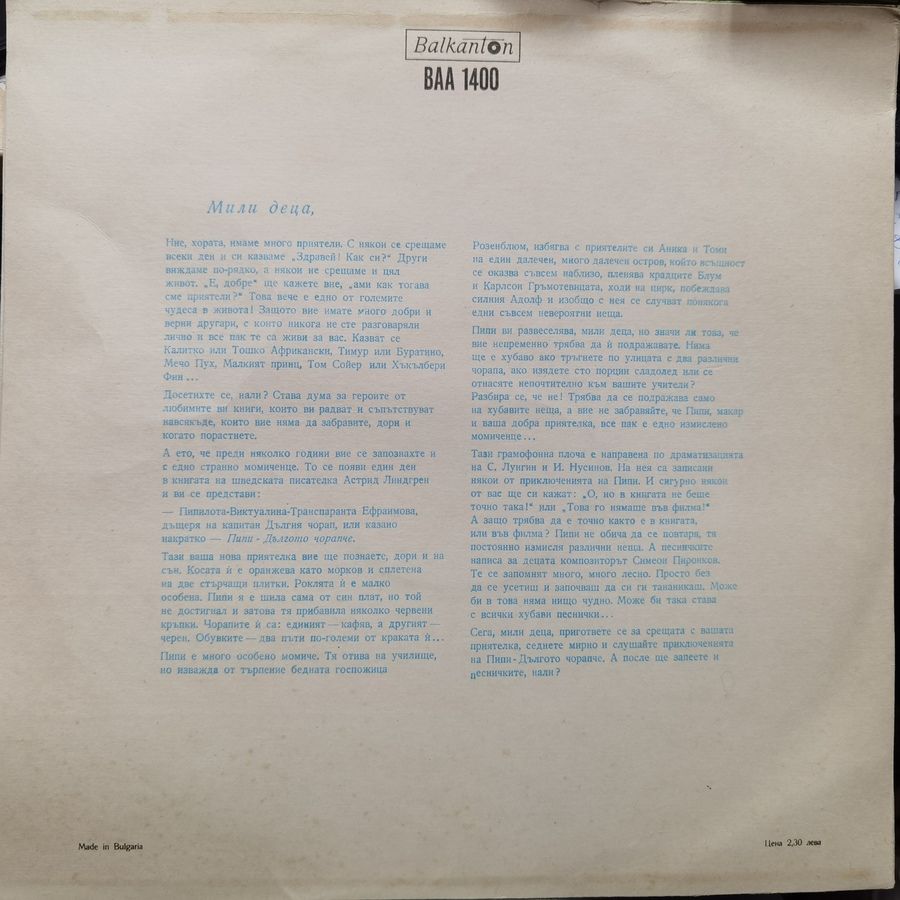 Balkanton
ВАА 1400
Мили деца,
Ние, хората, имаме много приятели. С някои се срещаме
всеки ден и си казваме „Здравей! Как си?“ Други
виждаме по-рядко, а някои не срещаме и цял
живот. „Е, добре“ ще кажете вие, „ами как тогава
сме приятели?“ Това вече е едно от големите
чудеса в живота! Защото вие имате много добри и
верни другари, с които никога не сте разговаряли
лично и все пак те са живи за вас. Казват се
Калитко или Тошко Африкански, Тимур или Буратино,
Мечо Пух, Малкият принц, Том Сойер или Хъкълбери
Фин...
Досетихте се, нали? Става дума за героите от
любимите ви книги, които ви радват и съпътствуват
навсякъде, които вие няма да забравите, дори и
когато порастнете.
А ето, че преди няколко години вие се запознахте и
с едно странно момиченце. То се появи един ден
в книгата на шведската писателка Астрид Линдгрен
и ви се представи:
— Пипилота-Виктуалина-Транспаранта Ефраимова,
дъщеря на капитан Дългия чорап, или казано
накратко — Пипи - Дългото чорапче.
Тази ваша нова приятелка вие ще познаете, дори и на
сън. Косата ѝ е оранжева като морков и сплетена
на две стърчащи плитки. Роклята ѝ е малко
особена. Пипи я е шила сама от син плат, но той
не достигнал и затова тя прибавила няколко червени
кръпки. Чорапите ѝ са: единият — кафяв, а другият —
черен. Обувките — два пъти по-големи от краката ѝ...
Пипи е много особено момиче. Тя отива на училище,
но изважда от търпение бедната госпожица
Розенблюм, избягва с приятелите си Аника и Томи
на един далечен, много далечен остров, който всъщност
се оказва съвсем наблизо, пленява крадците Блум
и Карлсон Гръмотевицата, ходи на цирк, побеждава
силния Адолф и изобщо с нея се случват понякога
едни съвсем невероятни неща.
Пипи ви развеселява, мили деца, но значи ли това, че
вие непременно трябва да ѝ подражавате. Нима
ще е хубаво ако тръгнете по улицата с два различни
чорапа, ако изядете сто порции сладолед или се
отнасяте непочтително към вашите учители?
Разбира се, че не! Трябва да се подражава само
на хубавите неща, а вие не забравяйте, че Пипи, макар
и ваша добра приятелка, все пак е едно измислено
момиченце...
Тази грамофонна плоча е направена по драматизацията
на С. Лунгин и И. Нусинов. На нея са записани
някои от приключенията на Пипи. И сигурно някои
от вас ще си кажат: „О, но в книгата не беше
точно така!“ или „Това го нямаше във филма!“
А защо трябва да е точно както е в книгата,
или във филма? Пипи не обича да се повтаря, тя
постоянно измисля различни неща. А песничките
написа за децата композиторът Симеон Пиронков.
Те се запомнят много, много лесно. Просто без
да се усетиш и започваш да си ги тананикаш. Може
би в това няма нищо чудно. Може би така става
с всички хубави песнички...
Сега, мили деца, пригответе се за срещата с вашата
приятелка, седнете мирно и слушайте приключенията
на Пипи-Дългото чорапче. А после ще запеете и
песничките, нали?
Made in Bulgaria
Цена 2,30 лева